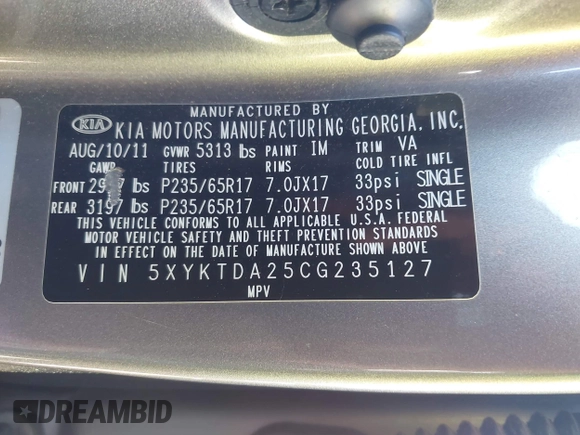 MANUFACTURED BY
KIA KIA MOTORS MANUFACTURING GEORGIA, INC.
AUG/10/11 GVWR 5313 lbs PAINT IM TRIM VA
GAWR TIRES RIMS COLD TIRE INFL
FRONT lbs P235/65R17 7.0JX17 33psi SINGLE
REAR 3197 lbs P235/65R17 7.0JX17 33psi SINGLE
THIS VEHICLE CONFORMS TO ALL APPLICABLE U.S.A. FEDERAL
MOTOR VEHICLE SAFETY AND THEFT PREVENTION STANDARDS
IN EFFECT ON THE DATE OF MANUFACTURE SHOWN ABOVE
VIN 5XYKTDA25CG235127
MPV
DREAMBID